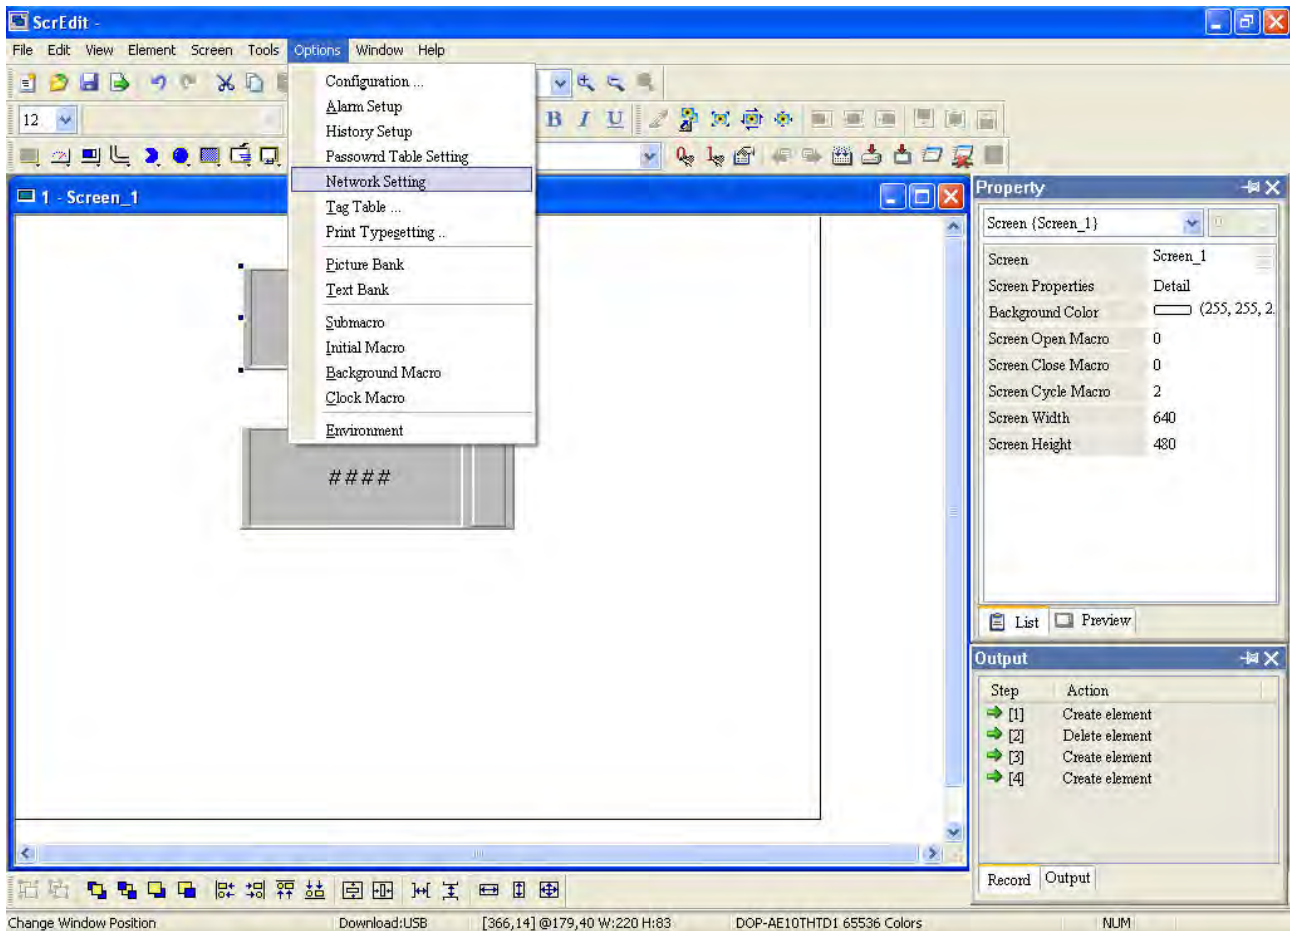 ScrEdit -
File Edit View Element Screen Tools Options Window Help
Configuration ...
Alarm Setup
History Setup
Passowrd Table Setting
Network Setting
Tag Table ...
Print Typesetting ..
Picture Bank
Text Bank
Submacro
Initial Macro
Background Macro
Clock Macro
Environment
12
B I U
1 - Screen_1
####
Property
Screen {Screen_1}
0
Screen Screen_1
Screen Properties Detail
Background Color (255, 255, 2
Screen Open Macro 0
Screen Close Macro 0
Screen Cycle Macro 2
Screen Width 640
Screen Height 480
List Preview
Output
Step Action
[1] Create element
[2] Delete element
[3] Create element
[4] Create element
Record Output
Change Window Position Download:USB [366,14] @179,40 W:220 H:83 DOP-AE10THTD1 65536 Colors NUM